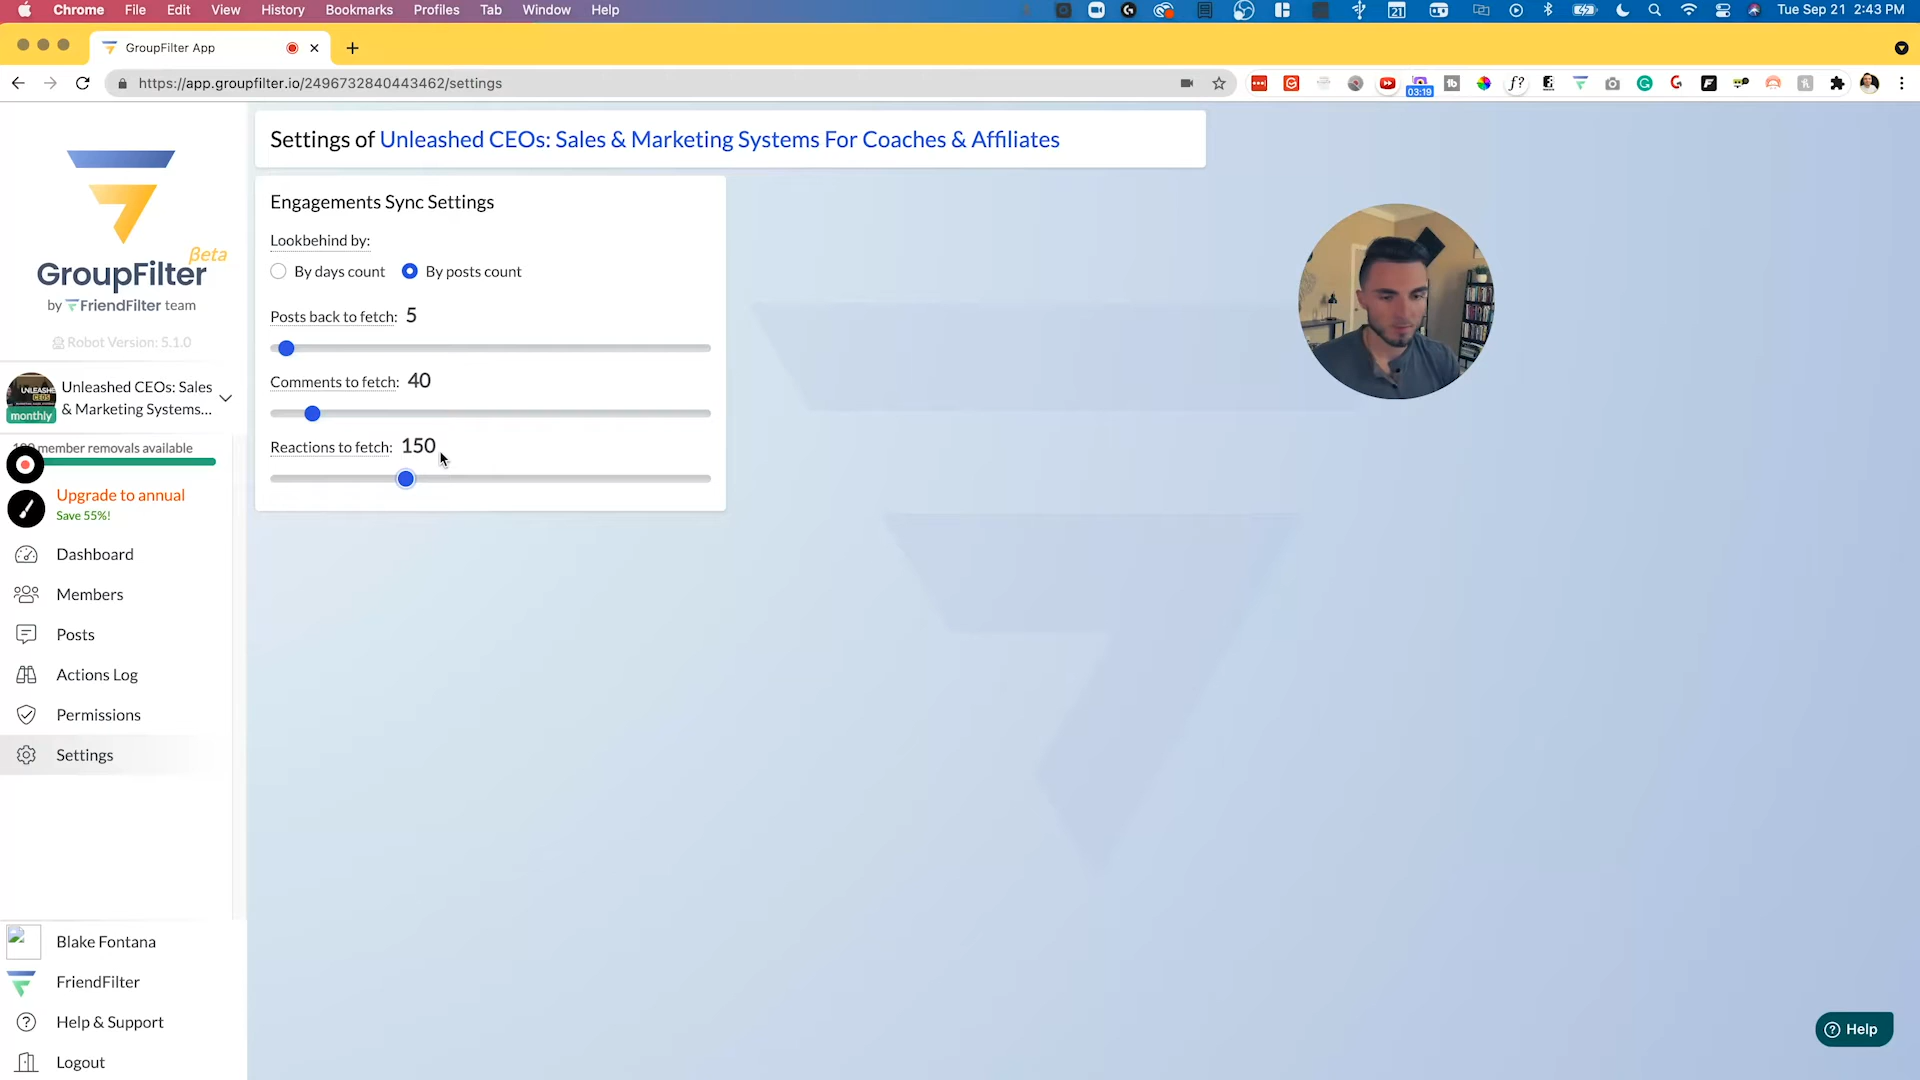 Chrome File Edit View History Bookmarks Profiles Tab Window Help
21
Tue Sep 21 2:43 PM
GroupFilter App
https://app.groupfilter.io/2496732840443462/settings
03:19
Settings of Unleashed CEOs: Sales & Marketing Systems For Coaches & Affiliates
βeta
GroupFilter
by FriendFilter team
Robot Version: 5.1.0
Unleashed CEOs: Sales
& Marketing Systems...
monthly
member removals available
Upgrade to annual
Save 55%!
Dashboard
Members
Posts
Actions Log
Permissions
Settings
Blake Fontana
FriendFilter
Help & Support
Logout
Engagements Sync Settings
Lookbehind by:
By days count By posts count
Posts back to fetch: 5
Comments to fetch: 40
Reactions to fetch: 150
Help